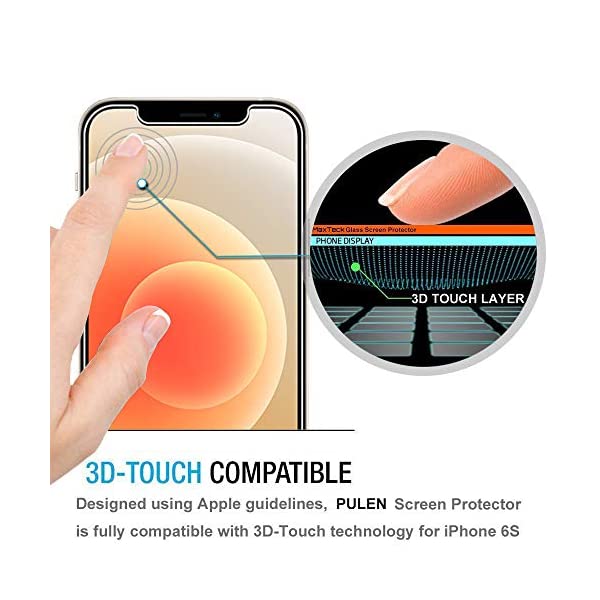 MaxTeck Glass Screen Protector
PHONE DISPLAY
3D TOUCH LAYER
3D-TOUCH COMPATIBLE
Designed using Apple guidelines, PULEN Screen Protector
is fully compatible with 3D-Touch technology for iPhone 6S